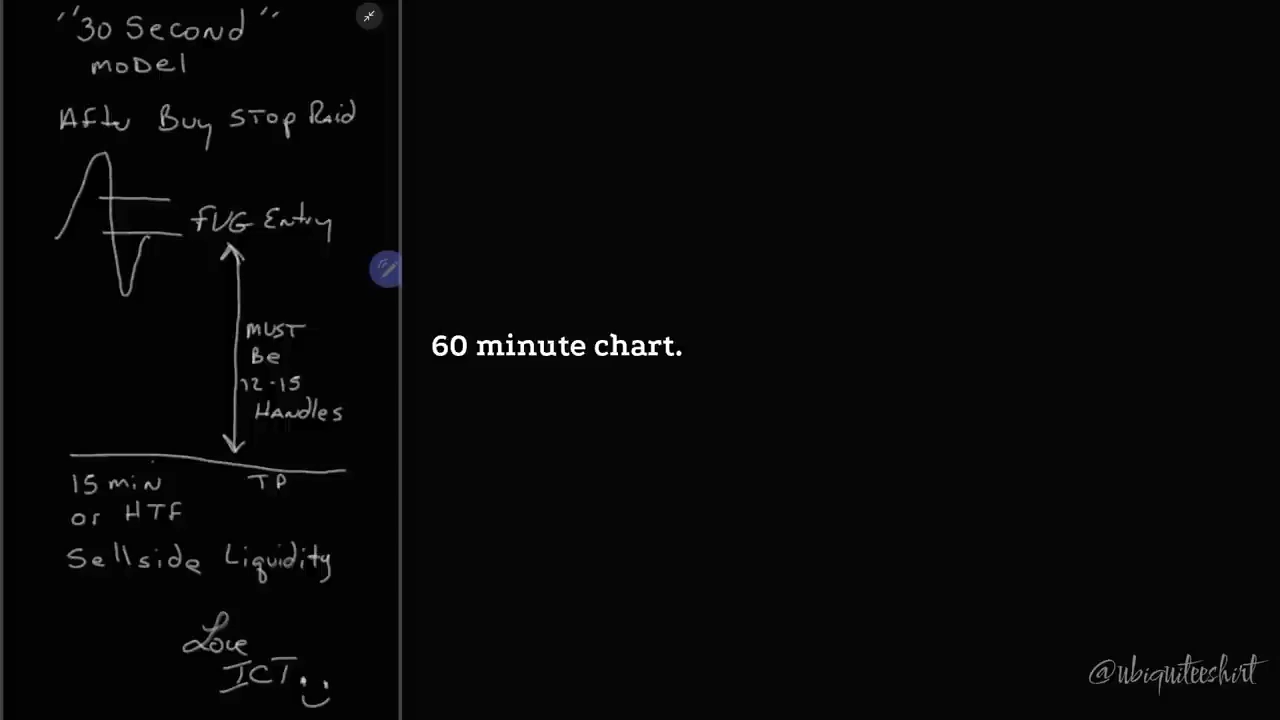 "30 Second"
moDel
After Buy STOP Raid
FVG Entry
MUST
Be
12-15
HANdles
15 min
TP
or HTF
Sellside Liquidity
Love
ICT
60 minute chart.
@ubiquiteeshirt